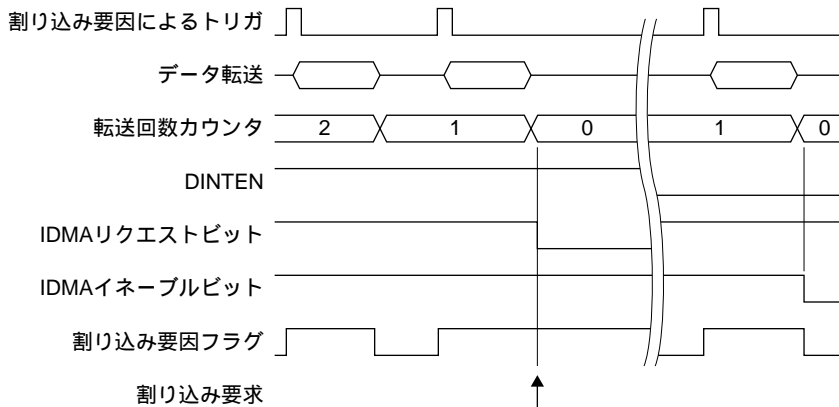 割り込み要因によるトリガ
データ転送
転送回数カウンタ 2 1 0 1 0
DINTEN
IDMAリクエストビット
IDMAイネーブルビット
割り込み要因フラグ
割り込み要求